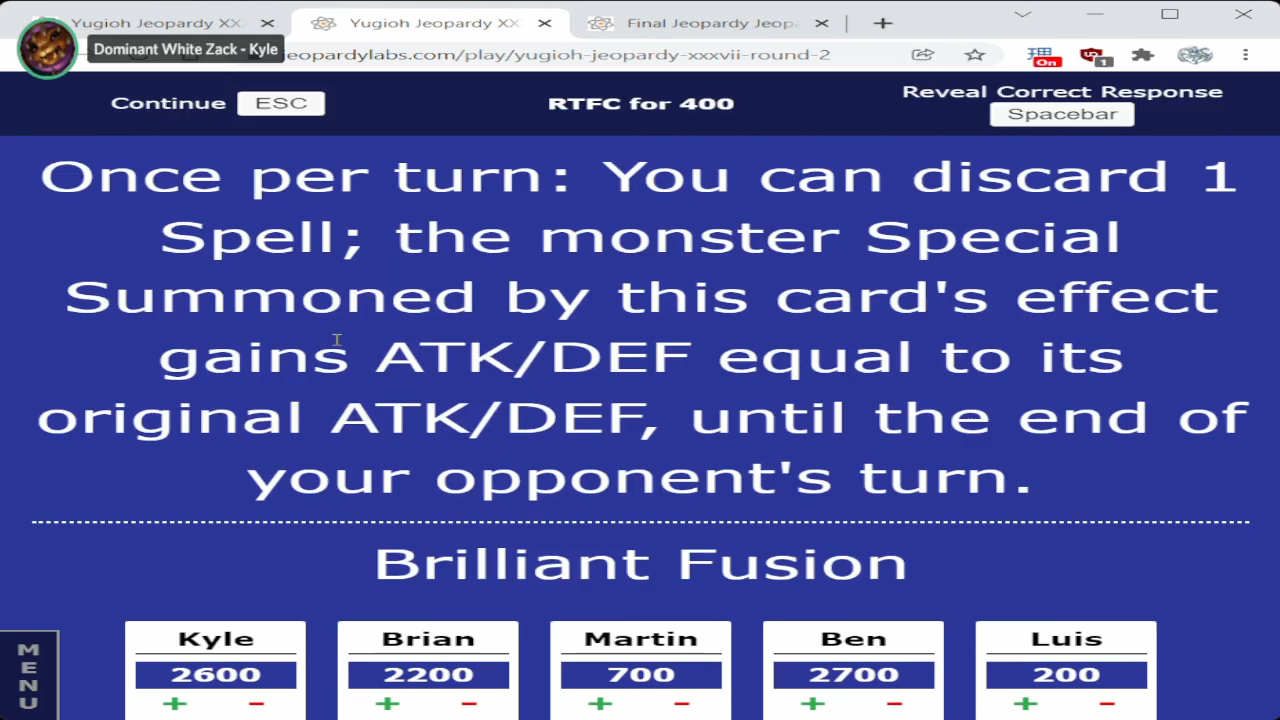 Yugioh Jeopardy XX
Yugioh Jeopardy XX
Final Jeopardy Jeop
Dominant White Zack - Kyle
jeopardylabs.com/play/yugioh-jeopardy-xxxvii-round-2
On
1
Continue ESC
RTFC for 400
Reveal Correct Response
Spacebar
Once per turn: You can discard 1
Spell; the monster Special
Summoned by this card's effect
gains ATK/DEF equal to its
original ATK/DEF, until the end of
your opponent's turn.
Brilliant Fusion
MENU
Kyle Brian Martin Ben Luis
2600 2200 700 2700 200
+ - + - + - + - + -